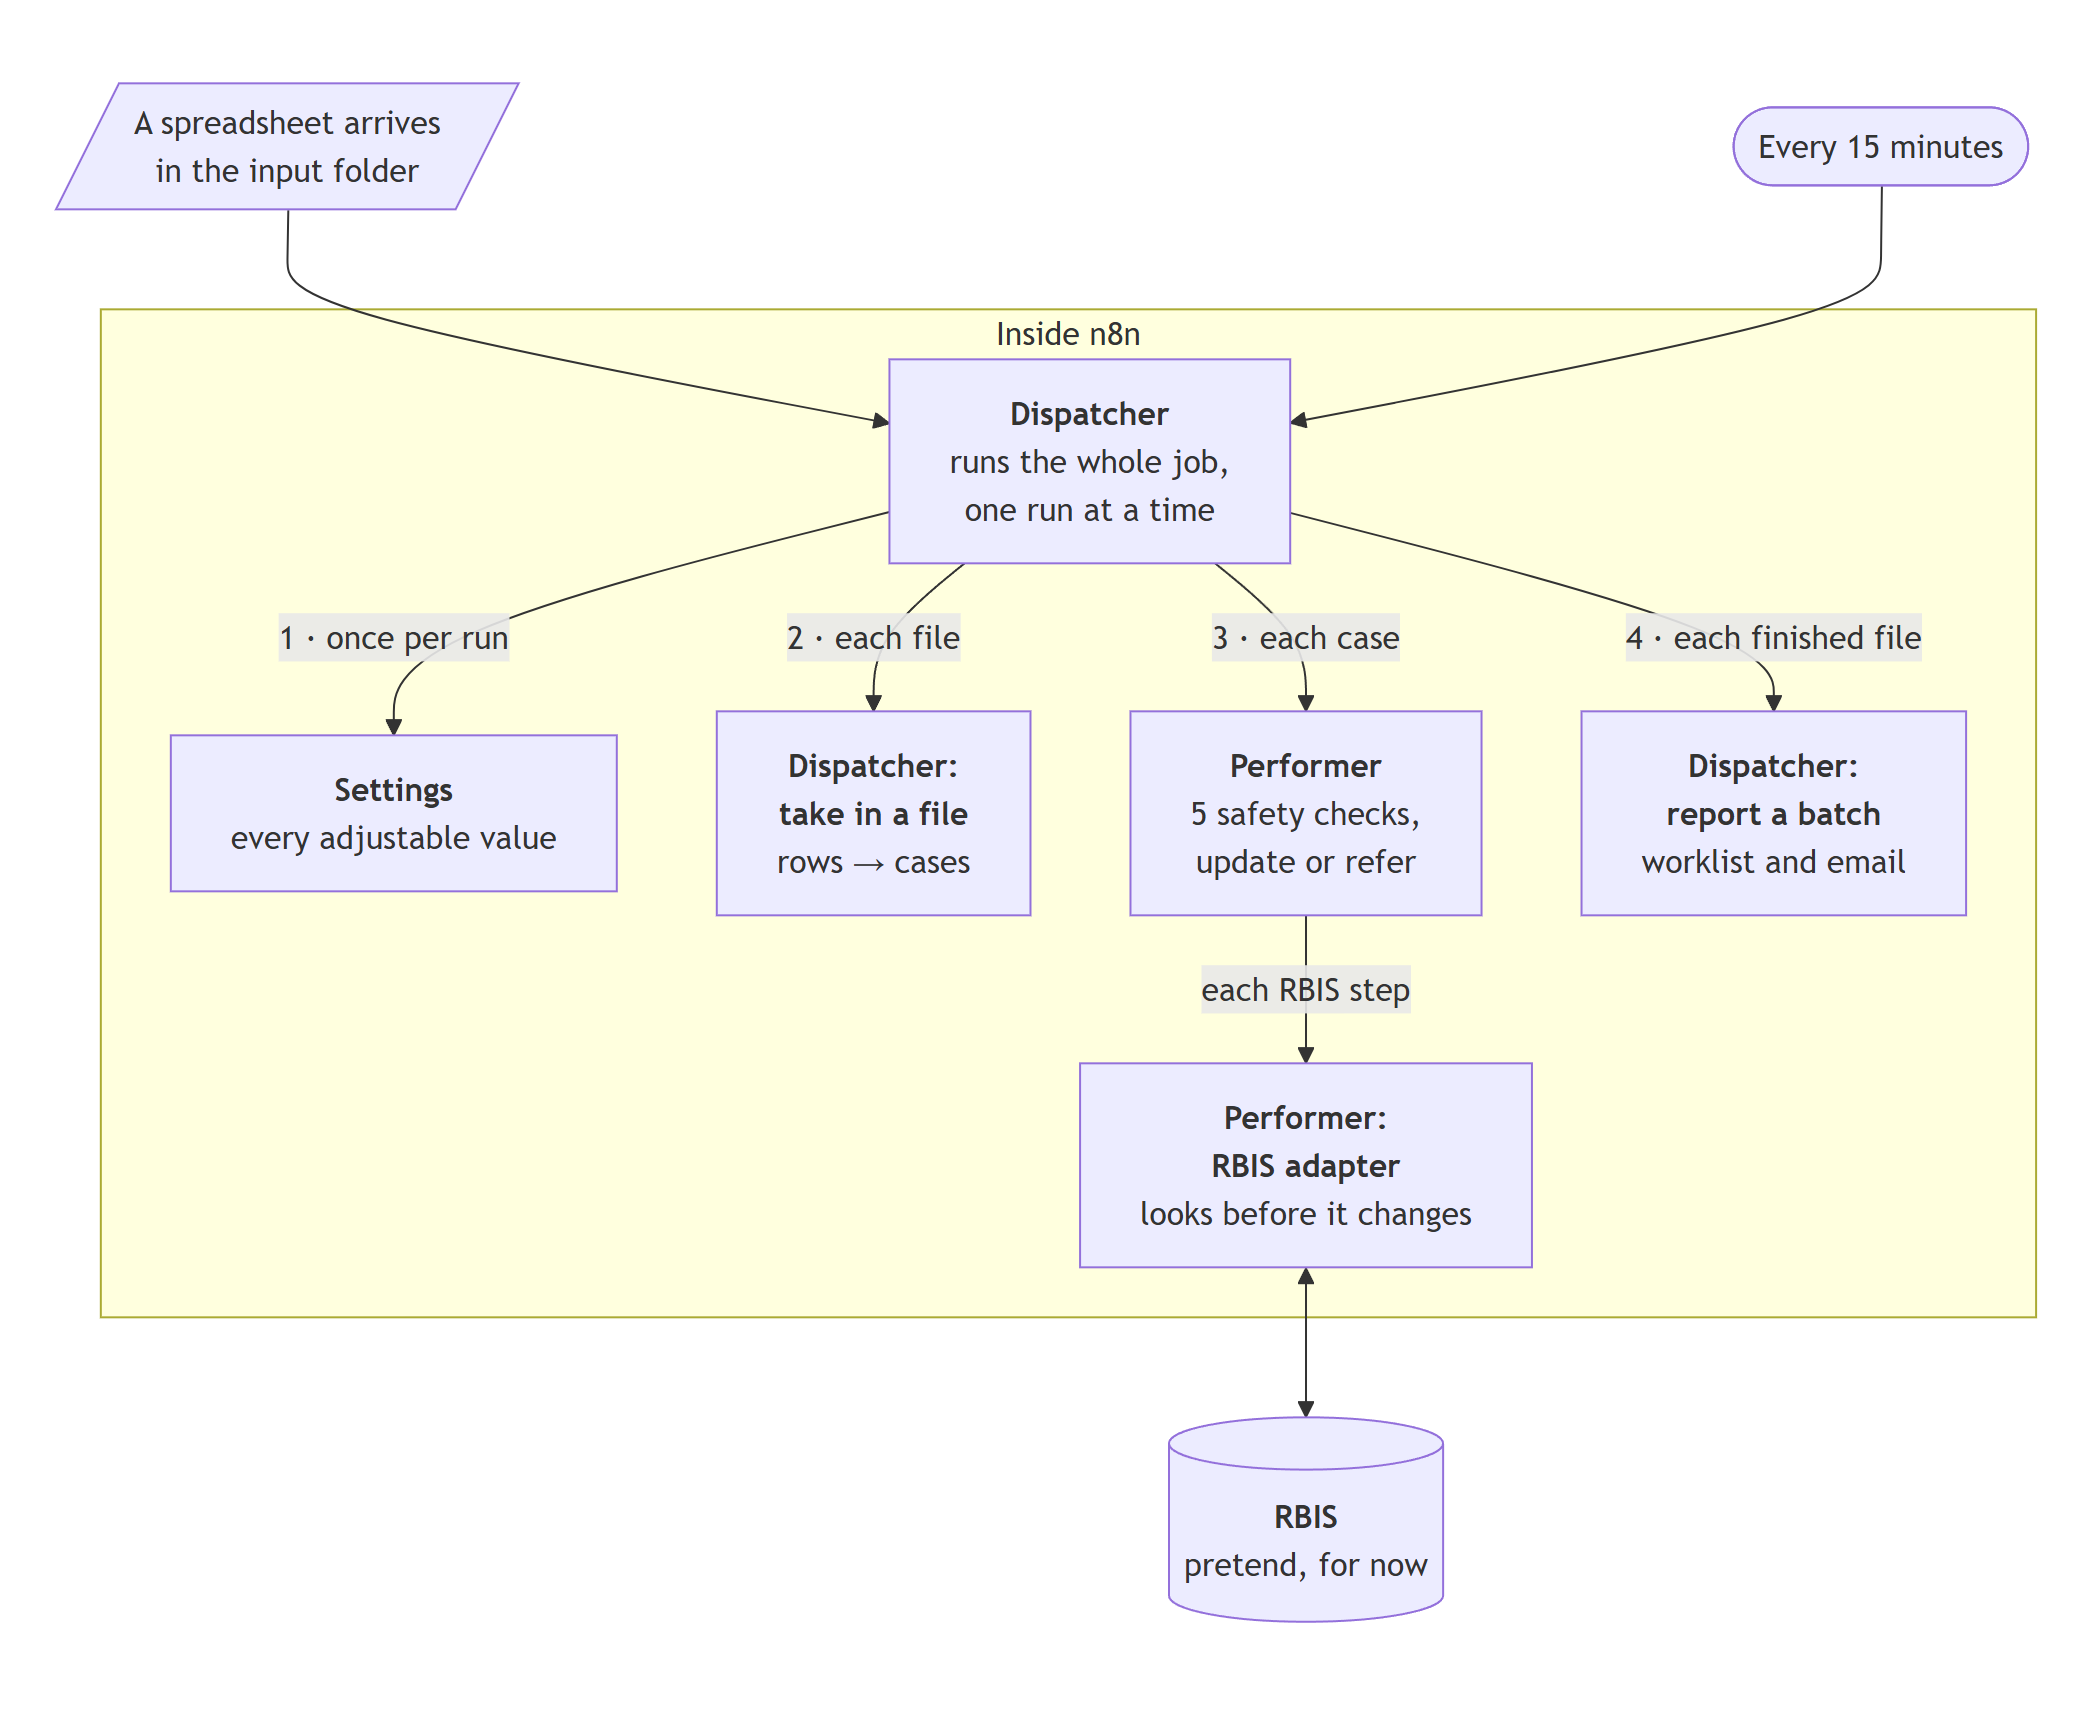 A spreadsheet arrives
in the input folder
Every 15 minutes
Inside n8n
Dispatcher
runs the whole job,
one run at a time
1 · once per run
2 · each file
3 · each case
4 · each finished file
Settings
every adjustable value
Dispatcher:
take in a file
rows → cases
Performer
5 safety checks,
update or refer
Dispatcher:
report a batch
worklist and email
each RBIS step
Performer:
RBIS adapter
looks before it changes
RBIS
pretend, for now